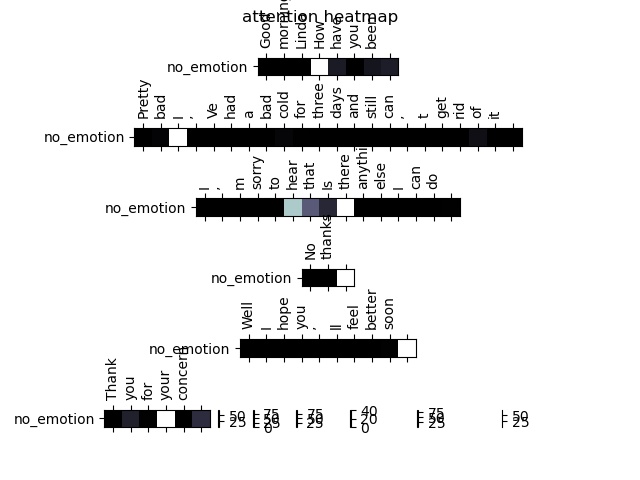 attention heatmap
Good morning Linda How have you been
no_emotion
Pretty bad I ' Ve had a bad cold for three days and still can ' t get rid of it
no_emotion
I ' m sorry to hear that Is there anythi else I can do
no_emotion
No thanks
no_emotion
Well I hope you ' ll feel better soon
no_emotion
Thank you for your concern
no_emotion
50 25
75 50 25 0
75 50 25
40 20 0
75 50 25
50 25